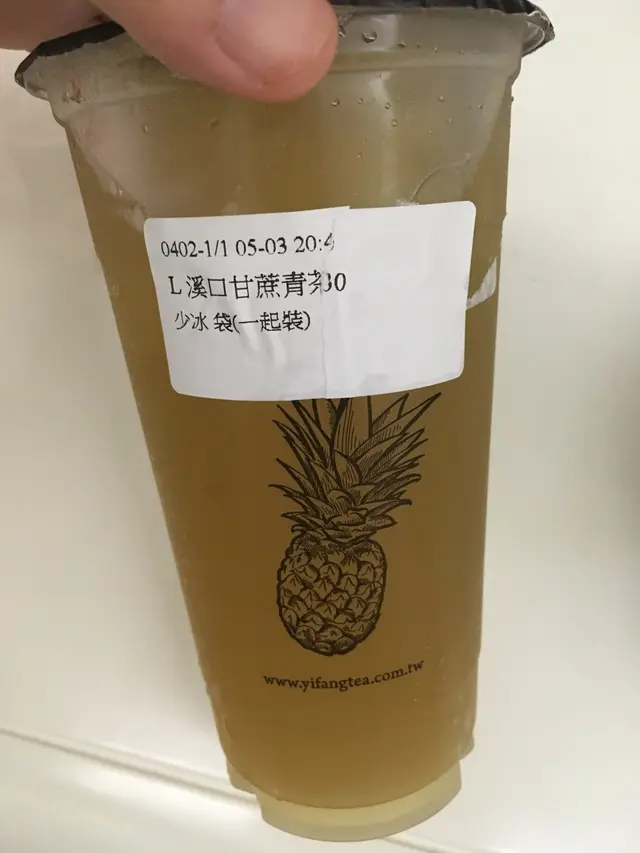 0402-1/1 05-03 20:4
L 溪口甘蔗青茶30
少冰 袋(一起裝)
www.yifangtea.com.tw